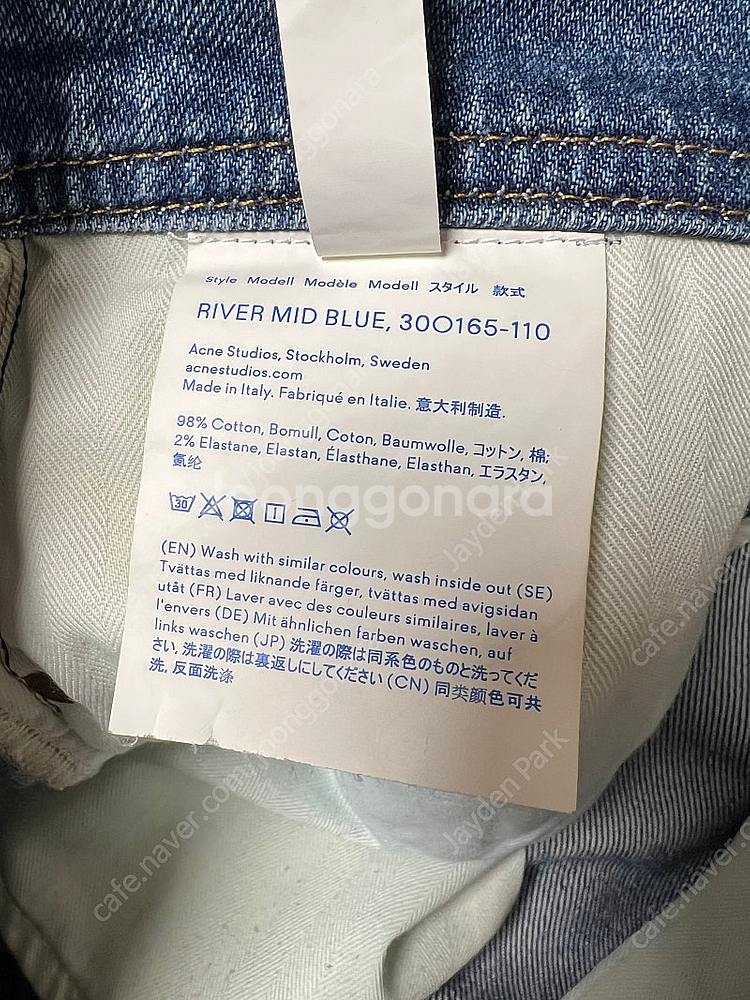 Style Modell Modèle Modell スタイル 款式
RIVER MID BLUE, 30O165-110
Acne Studios, Stockholm, Sweden
acnestudios.com
Made in Italy. Fabriqué en Italie. 意大利制造.
98% Cotton, Bomull, Coton, Baumwolle, コットン, 棉;
2% Elastane, Elastan, Élasthane, Elasthan, エラスタン,
氨纶
30
(EN) Wash with similar colours, wash inside out (SE)
Tvättas med liknande färger, tvättas med avigsidan
utåt (FR) Laver avec des couleurs similaires, laver à
l'envers (DE) Mit ähnlichen farben waschen, auf
links waschen (JP) 洗濯の際は同系色のものと洗ってくだ
さい, 洗濯の際は裏返しにしてください (CN) 同类颜色可共
洗, 反面洗涤
Joonggonara
Jayden Park
cafe.naver.com/joonggonara
Jayden Park
cafe.naver.
cafe.naver.